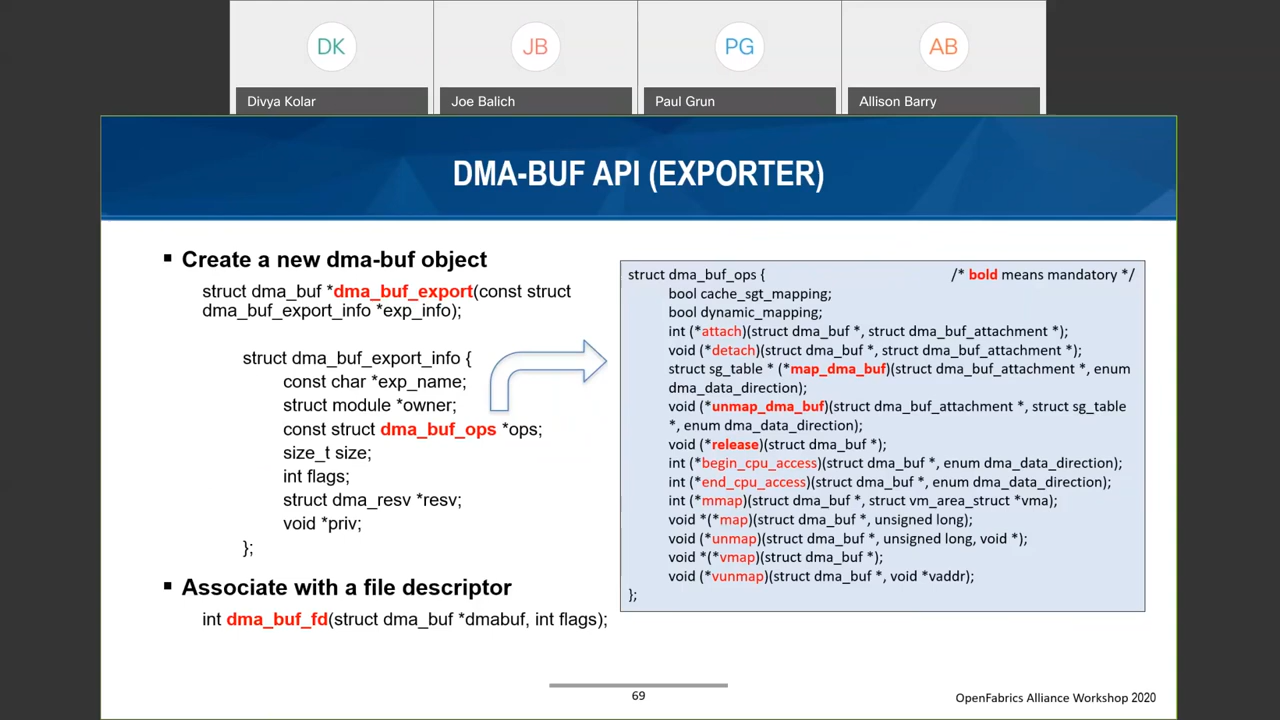 DK
JB
PG
AB
Divya Kolar
Joe Balich
Paul Grun
Allison Barry
DMA-BUF API (EXPORTER)
▪ Create a new dma-buf object
struct dma_buf *dma_buf_export(const struct
dma_buf_export_info *exp_info);
struct dma_buf_export_info {
const char *exp_name;
struct module *owner;
const struct dma_buf_ops *ops;
size_t size;
int flags;
struct dma_resv *resv;
void *priv;
};
▪ Associate with a file descriptor
int dma_buf_fd(struct dma_buf *dmabuf, int flags);
struct dma_buf_ops { /* bold means mandatory */
bool cache_sgt_mapping;
bool dynamic_mapping;
int (*attach)(struct dma_buf *, struct dma_buf_attachment *);
void (*detach)(struct dma_buf *, struct dma_buf_attachment *);
struct sg_table * (*map_dma_buf)(struct dma_buf_attachment *, enum
dma_data_direction);
void (*unmap_dma_buf)(struct dma_buf_attachment *, struct sg_table
*, enum dma_data_direction);
void (*release)(struct dma_buf *);
int (*begin_cpu_access)(struct dma_buf *, enum dma_data_direction);
int (*end_cpu_access)(struct dma_buf *, enum dma_data_direction);
int (*mmap)(struct dma_buf *, struct vm_area_struct *vma);
void *(*map)(struct dma_buf *, unsigned long);
void (*unmap)(struct dma_buf *, unsigned long, void *);
void *(*vmap)(struct dma_buf *);
void (*vunmap)(struct dma_buf *, void *vaddr);
};
69
OpenFabrics Alliance Workshop 2020